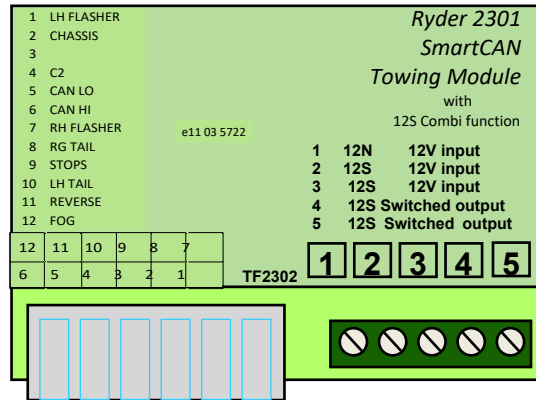 1 LH FLASHER
2 CHASSIS
3
4 C2
5 CAN LO
6 CAN HI
7 RH FLASHER
8 RG TAIL
9 STOPS
10 LH TAIL
11 REVERSE
12 FOG
e11 03 5722
Ryder 2301
SmartCAN
Towing Module
with
12S Combi function
1 12N 12V input
2 12S 12V input
3 12S 12V input
4 12S Switched output
5 12S Switched output
12 11 10 9 8 7
6 5 4 3 2 1
TF2302
1 2 3 4 5